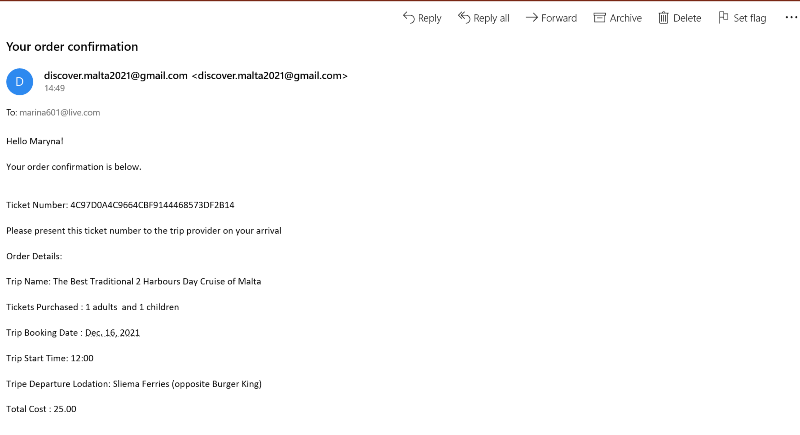 Reply Reply all Forward Archive Delete Set flag ...
Your order confirmation
D
discover.malta2021@gmail.com <discover.malta2021@gmail.com>
14:49
To: marina601@live.com
Hello Maryna!
Your order confirmation is below.
Ticket Number: 4C97D0A4C9664CBF9144468573DF2B14
Please present this ticket number to the trip provider on your arrival
Order Details:
Trip Name: The Best Traditional 2 Harbours Day Cruise of Malta
Tickets Purchased : 1 adults  and 1 children
Trip Booking Date : Dec. 16, 2021
Trip Start Time: 12:00
Tripe Departure Lodation: Sliema Ferries (opposite Burger King)
Total Cost : 25.00